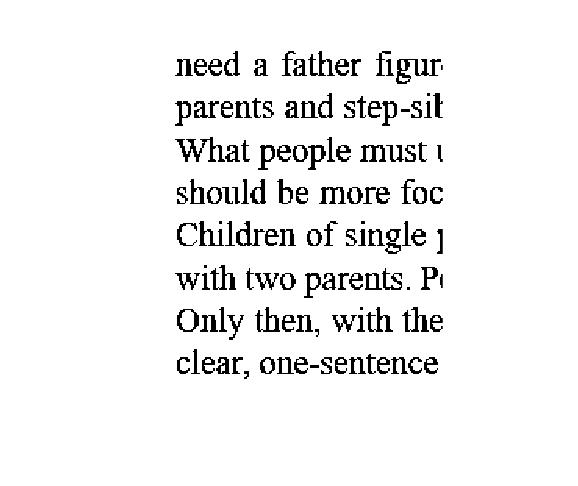 need a father
parents and
What people must
should be more
Children of single
with two parents.
Only then, with the
clear, one-sentence